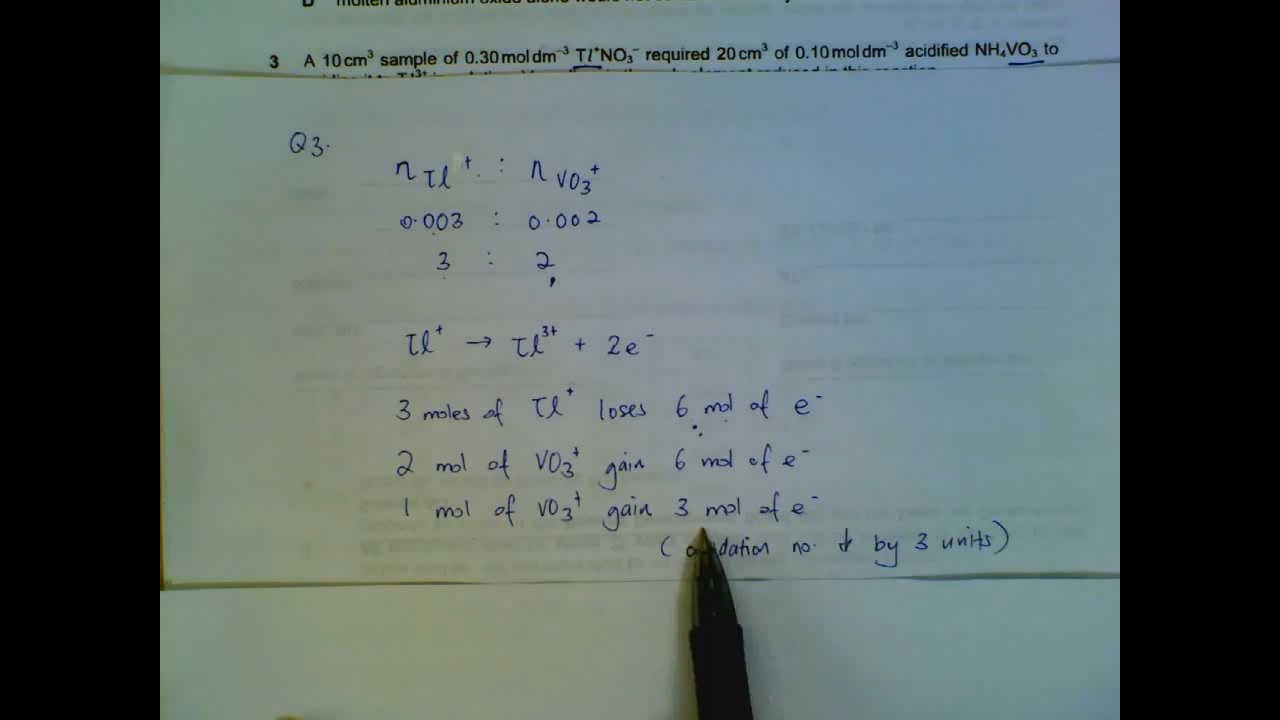 3 A 10 cm³ sample of 0.30 mol dm⁻³ Tl⁺NO₃⁻ required 20 cm³ of 0.10 mol dm⁻³ acidified NH₄VO₃ to
Q3.
n Tl⁺ : n VO₃⁺
0.003 : 0.002
3 : 2
Tl⁺ → Tl³⁺ + 2e⁻
3 moles of Tl⁺ loses 6 mol of e⁻
2 mol of VO₃⁺ gain 6 mol of e⁻
1 mol of VO₃⁺ gain 3 mol of e⁻
( oxidation no. ↓ by 3 units)